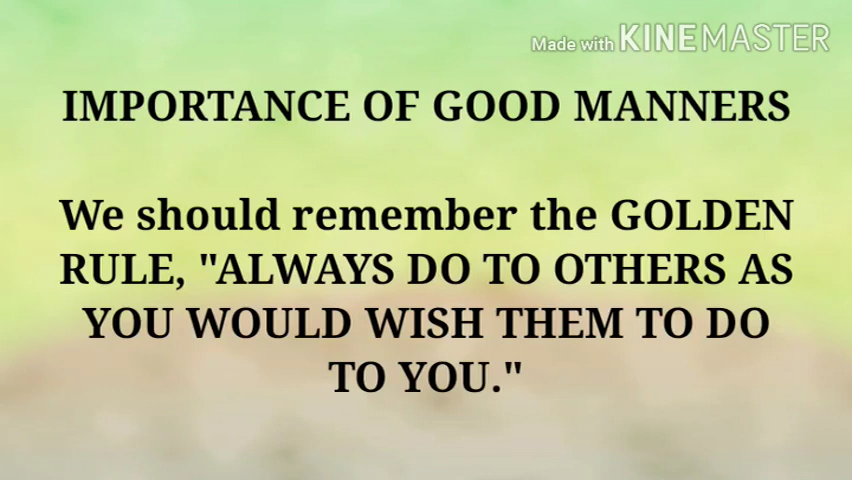 Made with KINEMASTER
IMPORTANCE OF GOOD MANNERS
We should remember the GOLDEN
RULE, "ALWAYS DO TO OTHERS AS
YOU WOULD WISH THEM TO DO
TO YOU."